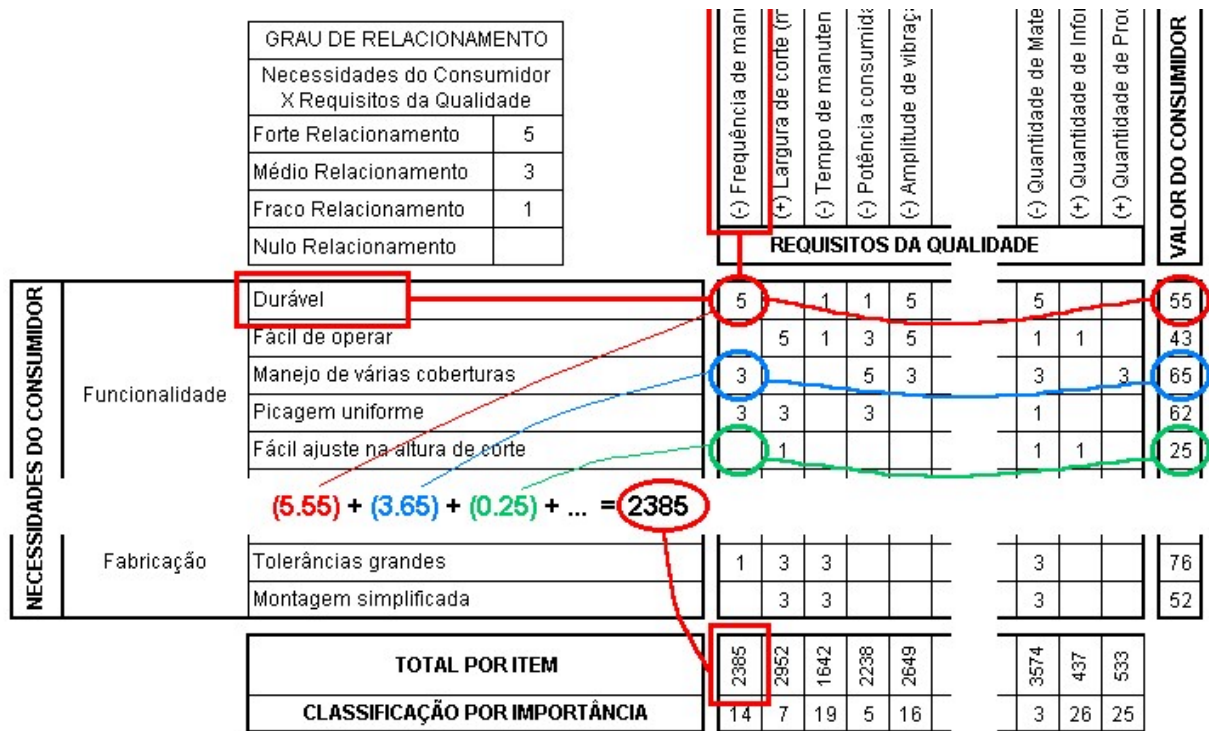 GRAU DE RELACIONAMENTO
Necessidades do Consumidor
X Requisitos da Qualidade
Forte Relacionamento 5
Médio Relacionamento 3
Fraco Relacionamento 1
Nulo Relacionamento
(-) Frequência de man
(+) Largura de corte (
(-) Tempo de manuten
(-) Potência consumida
(-) Amplitude de vibraç
(-) Quantidade de Mate
(+) Quantidade de Info
(+) Quantidade de Proc
VALOR DO CONSUMIDOR
REQUISITOS DA QUALIDADE
NECESSIDADES DO CONSUMIDOR
Funcionalidade
Durável 5 1 1 5 5 55
Fácil de operar 5 1 3 5 1 1 43
Manejo de várias coberturas 3 5 3 3 3 65
Picagem uniforme 3 3 3 1 62
Fácil ajuste na altura de corte 1 1 1 25
(5.55) + (3.65) + (0.25) + ... = 2385
Fabricação
Tolerâncias grandes 1 3 3 3 76
Montagem simplificada 3 3 3 52
TOTAL POR ITEM 2385 2952 1642 2238 2649 3574 437 533
CLASSIFICAÇÃO POR IMPORTÂNCIA 14 7 19 5 16 3 26 25